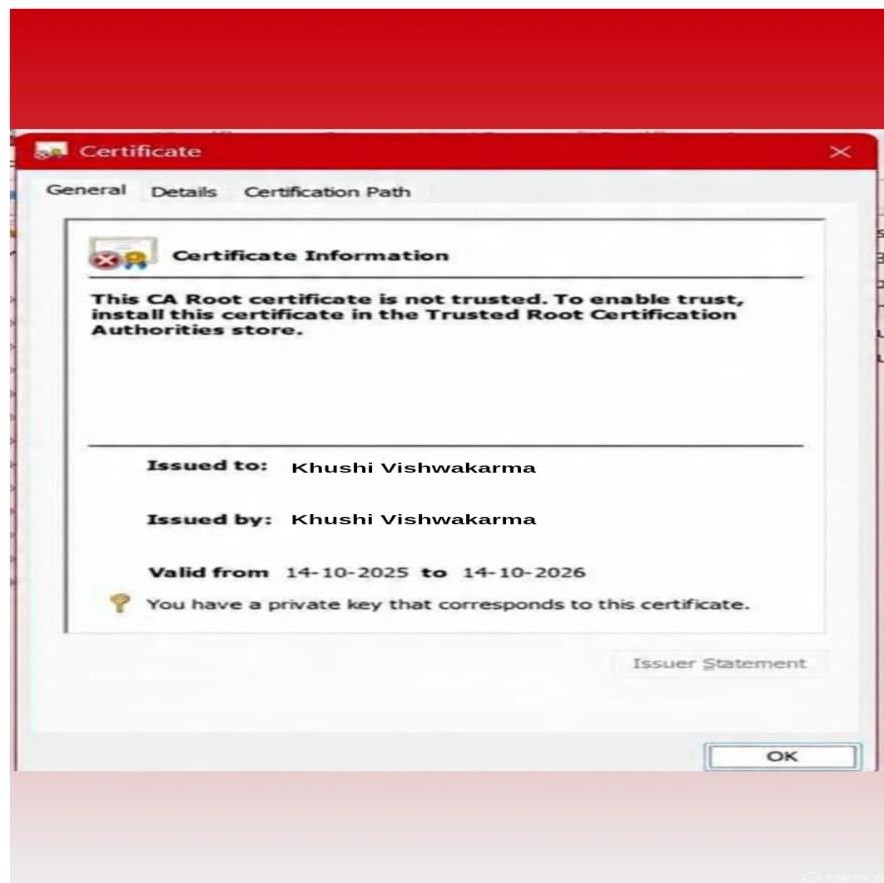 Certificate
General Details Certification Path
Certificate Information
This CA Root certificate is not trusted. To enable trust,
install this certificate in the Trusted Root Certification
Authorities store.
Issued to: Khushi Vishwakarma
Issued by: Khushi Vishwakarma
Valid from 14-10-2025 to 14-10-2026
You have a private key that corresponds to this certificate.
Issuer Statement
OK